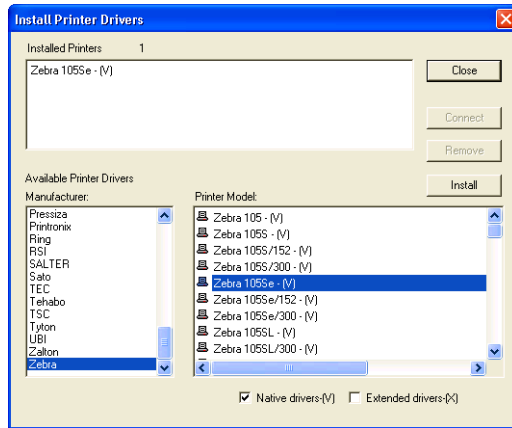 Install Printer Drivers
Installed Printers 1
Zebra 105Se - (V)
Close
Connect
Remove
Install
Available Printer Drivers
Manufacturer:
Pressiza
Printronix
Ring
RSI
SALTER
Sato
TEC
Tehabo
TSC
Tyton
UBI
Zalton
Zebra
Printer Model:
Zebra 105 - (V)
Zebra 105S - (V)
Zebra 105S/152 - (V)
Zebra 105S/300 - (V)
Zebra 105Se - (V)
Zebra 105Se/152 - (V)
Zebra 105Se/300 - (V)
Zebra 105SL - (V)
Zebra 105SL/300 - (V)
Native drivers-(V) Extended drivers-(X)